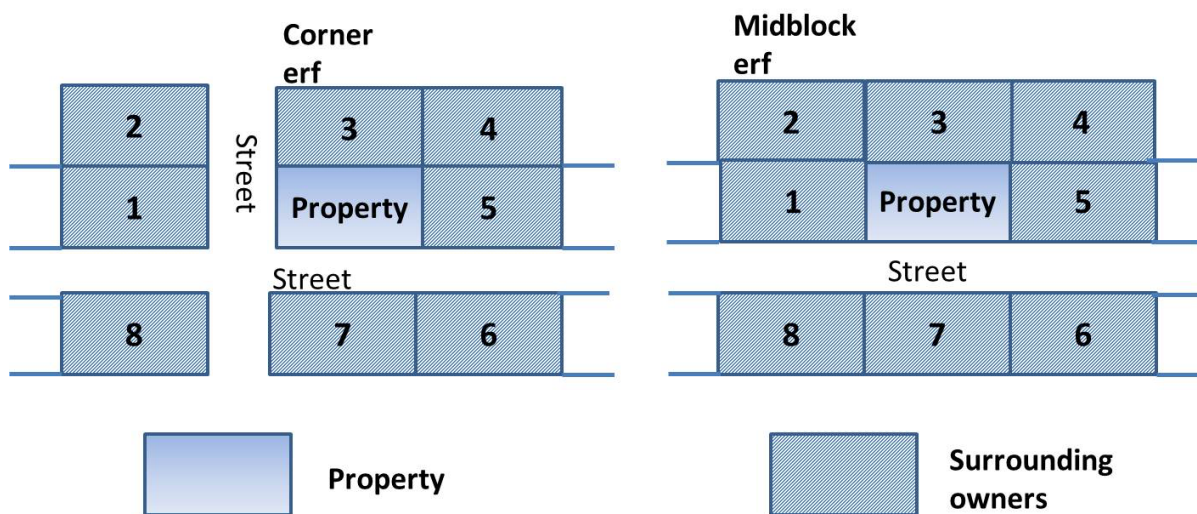 Corner
erf
2
Street
3
4
1
Property
5
Street
8
7
6
Midblock
erf
2
3
4
1
Property
5
Street
8
7
6
Property
Surrounding
owners